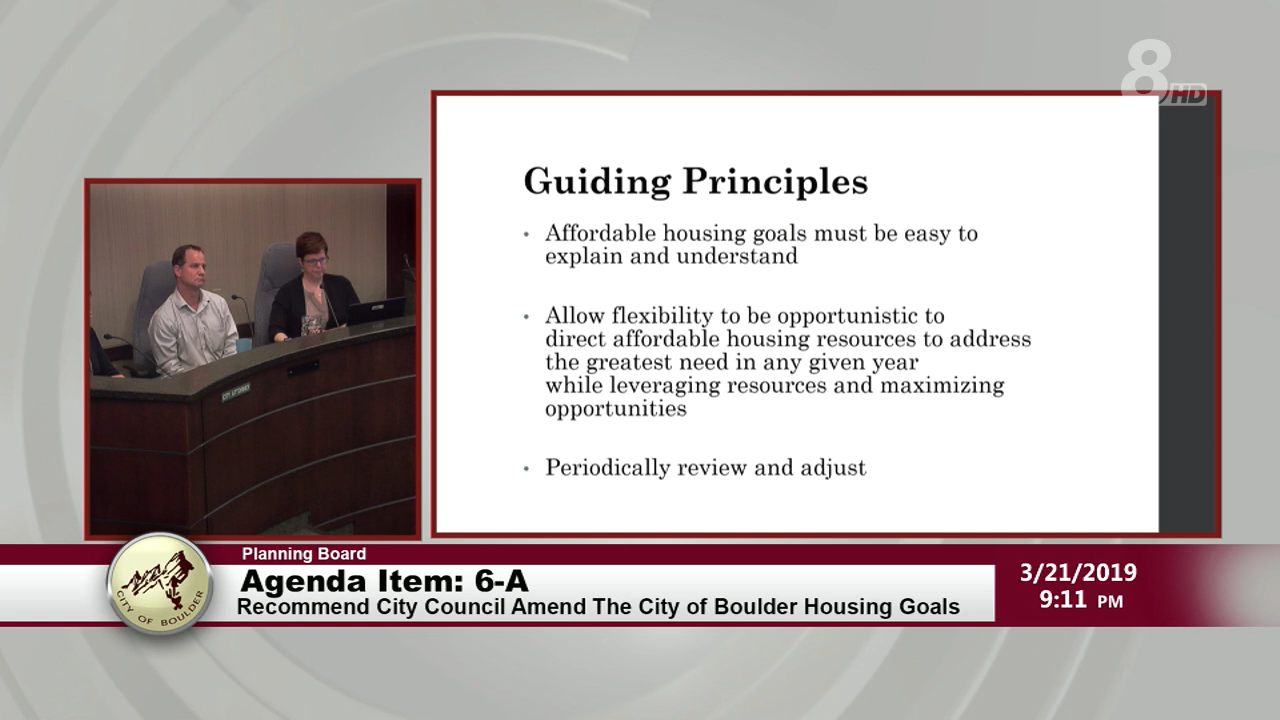 8
HD
Guiding Principles
• Affordable housing goals must be easy to
explain and understand
• Allow flexibility to be opportunistic to
direct affordable housing resources to address
the greatest need in any given year
while leveraging resources and maximizing
opportunities
• Periodically review and adjust
CITY ATTORNEY
Planning Board
Agenda Item: 6-A
Recommend City Council Amend The City of Boulder Housing Goals
CITY OF BOULDER
3/21/2019
9:11 PM